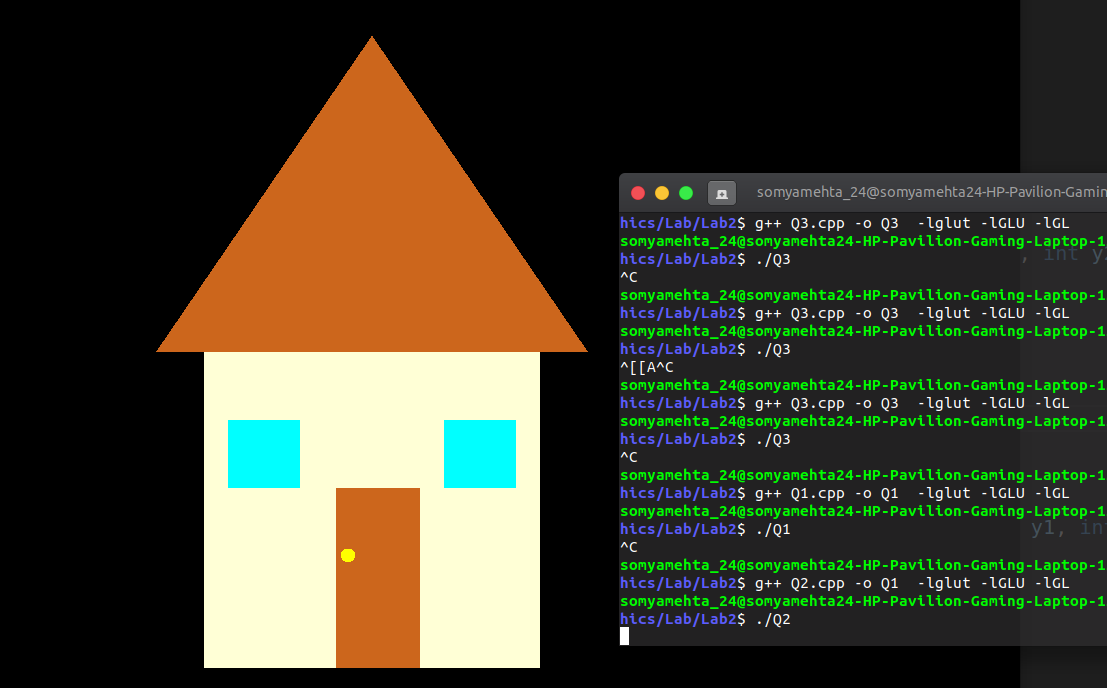 somyamehta_24@somyamehta24-HP-Pavilion-Gamin
hics/Lab/Lab2$ g++ Q3.cpp -o Q3  -lglut -lGLU -lGL
somyamehta_24@somyamehta24-HP-Pavilion-Gaming-Laptop-1
hics/Lab/Lab2$ ./Q3
^C
somyamehta_24@somyamehta24-HP-Pavilion-Gaming-Laptop-1
hics/Lab/Lab2$ g++ Q3.cpp -o Q3  -lglut -lGLU -lGL
somyamehta_24@somyamehta24-HP-Pavilion-Gaming-Laptop-1
hics/Lab/Lab2$ ./Q3
^[[A^C
somyamehta_24@somyamehta24-HP-Pavilion-Gaming-Laptop-1
hics/Lab/Lab2$ g++ Q3.cpp -o Q3  -lglut -lGLU -lGL
somyamehta_24@somyamehta24-HP-Pavilion-Gaming-Laptop-1
hics/Lab/Lab2$ ./Q3
^C
somyamehta_24@somyamehta24-HP-Pavilion-Gaming-Laptop-1
hics/Lab/Lab2$ g++ Q1.cpp -o Q1  -lglut -lGLU -lGL
somyamehta_24@somyamehta24-HP-Pavilion-Gaming-Laptop-1
hics/Lab/Lab2$ ./Q1
^C
somyamehta_24@somyamehta24-HP-Pavilion-Gaming-Laptop-1
hics/Lab/Lab2$ g++ Q2.cpp -o Q1  -lglut -lGLU -lGL
somyamehta_24@somyamehta24-HP-Pavilion-Gaming-Laptop-1
hics/Lab/Lab2$ ./Q2
, int y
y1, in